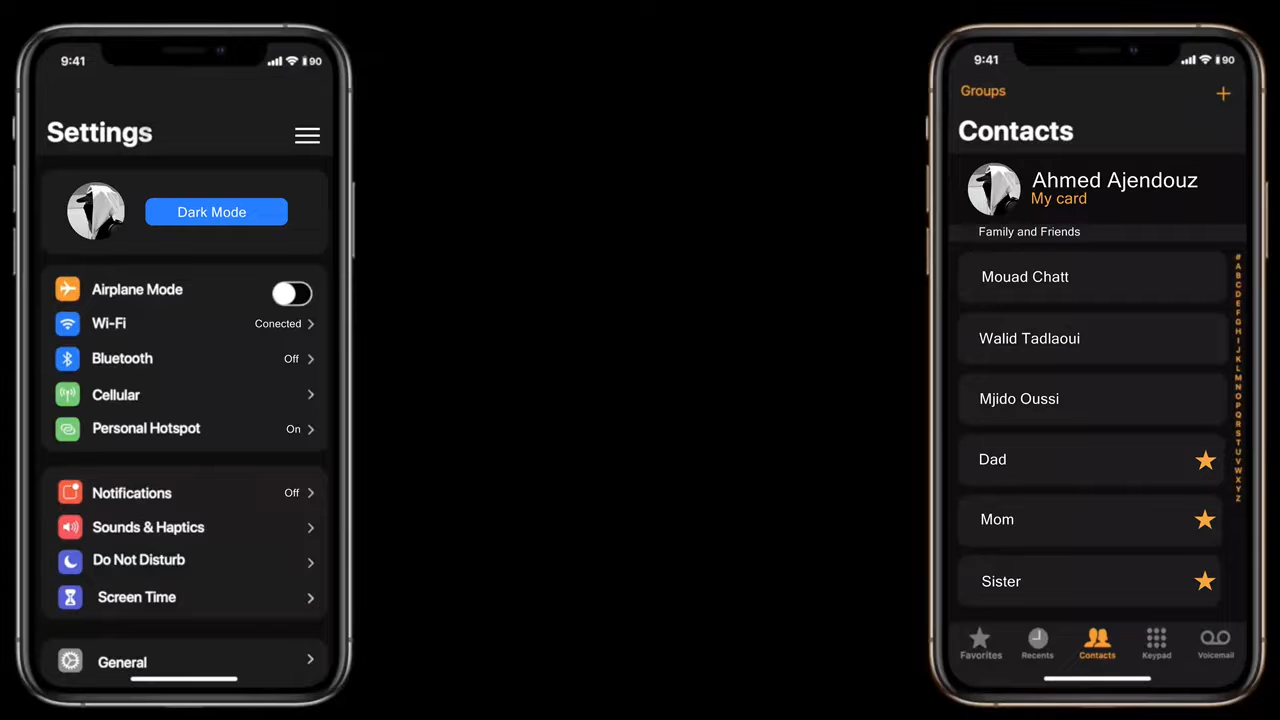 9:41
90
Settings
Dark Mode
Airplane Mode
Wi-Fi Conected
Bluetooth Off
Cellular
Personal Hotspot On
Notifications Off
Sounds & Haptics
Do Not Disturb
Screen Time
General
9:41
90
Groups
+
Contacts
Ahmed Ajendouz
My card
Family and Friends
Mouad Chatt
Walid Tadlaoui
Mjido Oussi
Dad
Mom
Sister
#
A
B
C
D
E
F
G
H
I
J
K
L
M
N
O
P
Q
R
S
T
U
V
W
X
Y
Z
Favorites Recents Contacts Keypad Voicemail